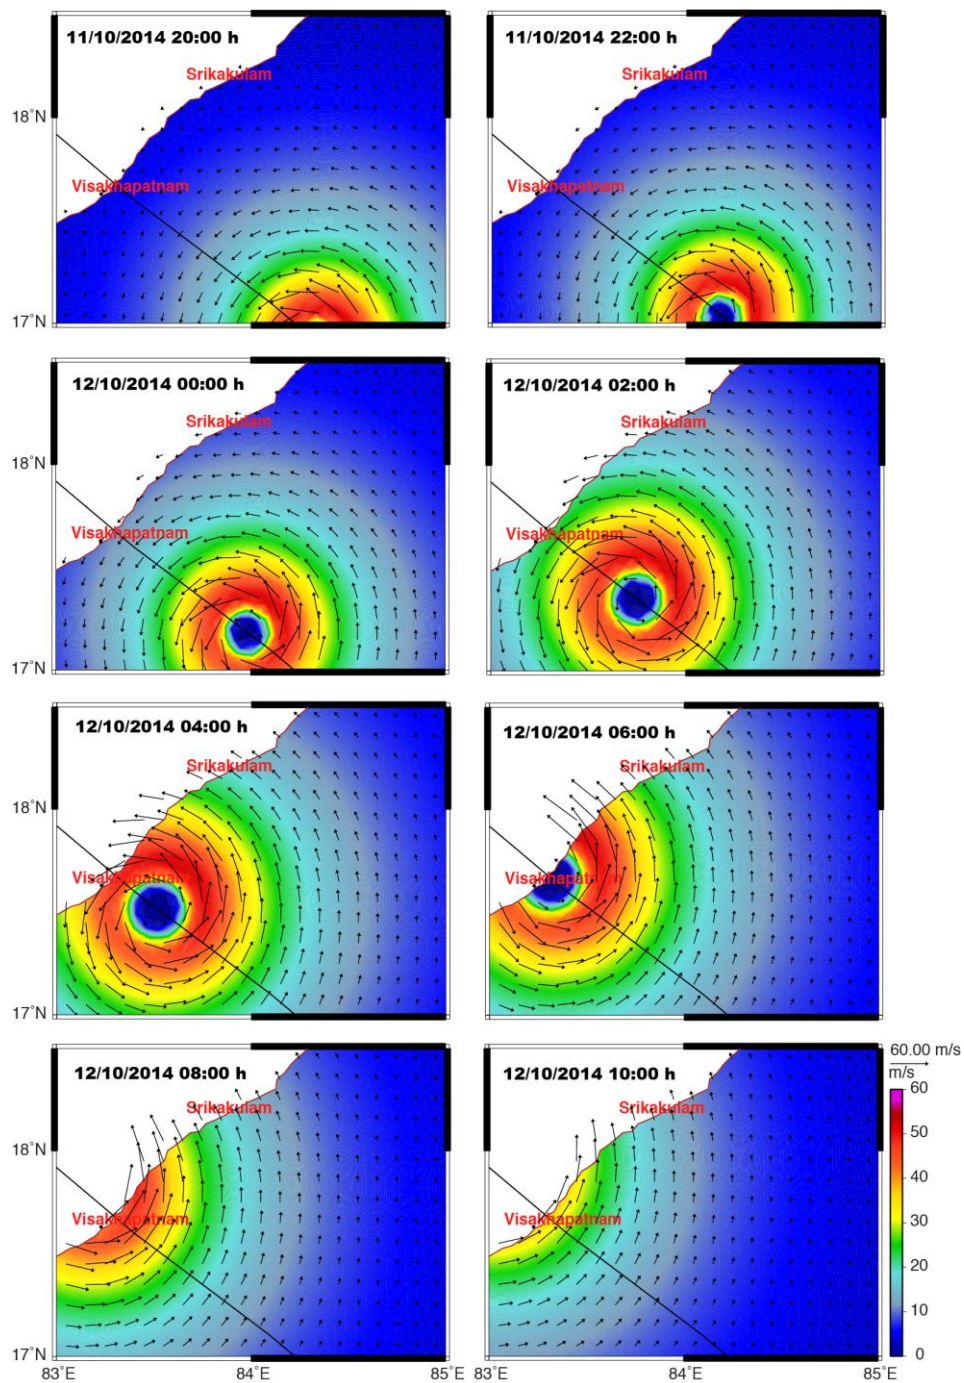 11/10/2014 20:00 h
Srikakulam
18°N
Visakhapatnam
17°N
11/10/2014 22:00 h
Srikakulam
Visakhapatnam
12/10/2014 00:00 h
Srikakulam
18°N
Visakhapatnam
17°N
12/10/2014 02:00 h
Srikakulam
Visakhapatnam
12/10/2014 04:00 h
Srikakulam
18°N
Visakhapatnam
17°N
12/10/2014 06:00 h
Srikakulam
Visakhapatnam
12/10/2014 08:00 h
Srikakulam
18°N
Visakhapatnam
17°N
83°E
84°E
85°E
12/10/2014 10:00 h
Srikakulam
Visakhapatnam
83°E
84°E
85°E
60.00 m/s
m/s
60
50
40
30
20
10
0